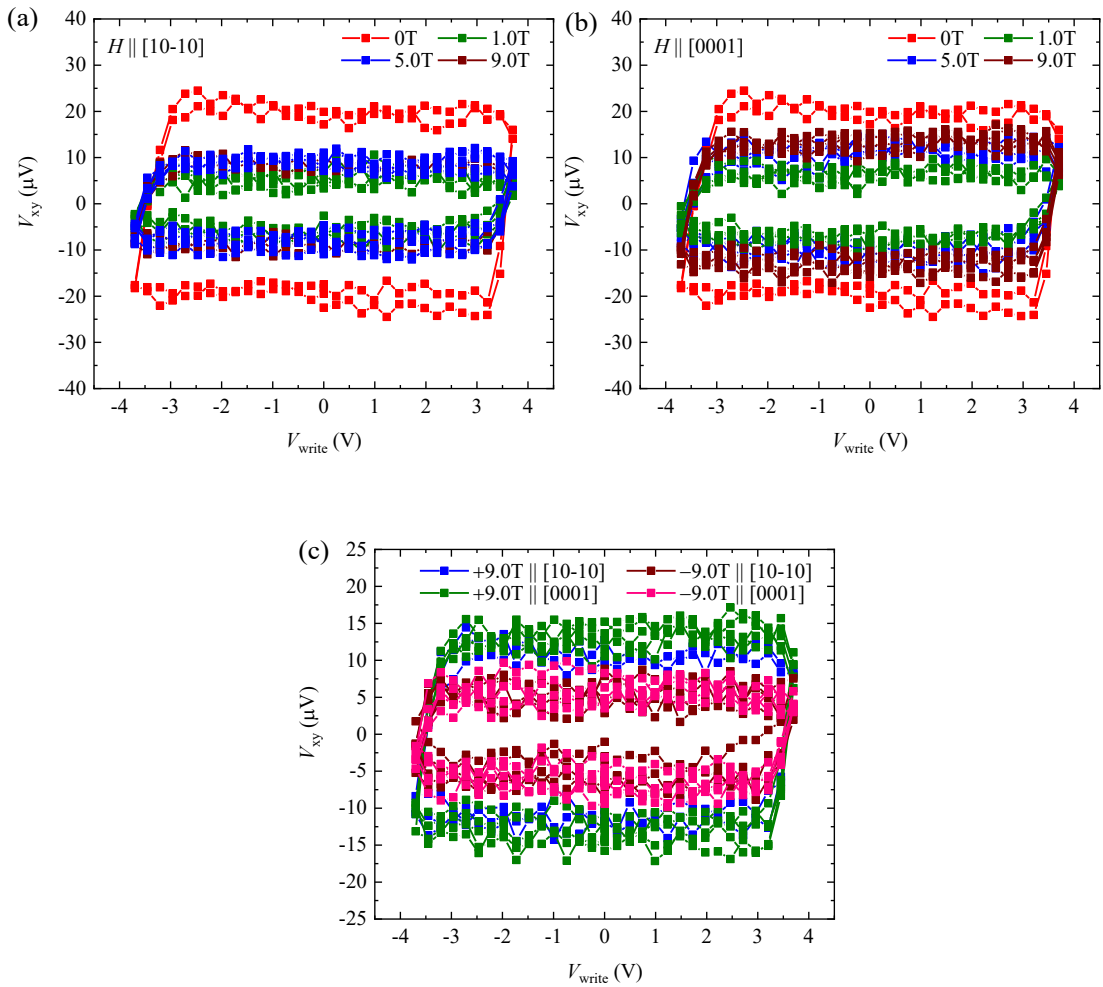 (a)
H || [10-10]
0T
1.0T
5.0T
9.0T
40
30
20
10
0
-10
-20
-30
-40
Vxy (μV)
-4 -3 -2 -1 0 1 2 3 4
Vwrite (V)
(b)
H || [0001]
0T
1.0T
5.0T
9.0T
40
30
20
10
0
-10
-20
-30
-40
Vxy (μV)
-4 -3 -2 -1 0 1 2 3 4
Vwrite (V)
(c)
+9.0T || [10-10]
−9.0T || [10-10]
+9.0T || [0001]
−9.0T || [0001]
25
20
15
10
5
0
-5
-10
-15
-20
-25
Vxy (μV)
-4 -3 -2 -1 0 1 2 3 4
Vwrite (V)